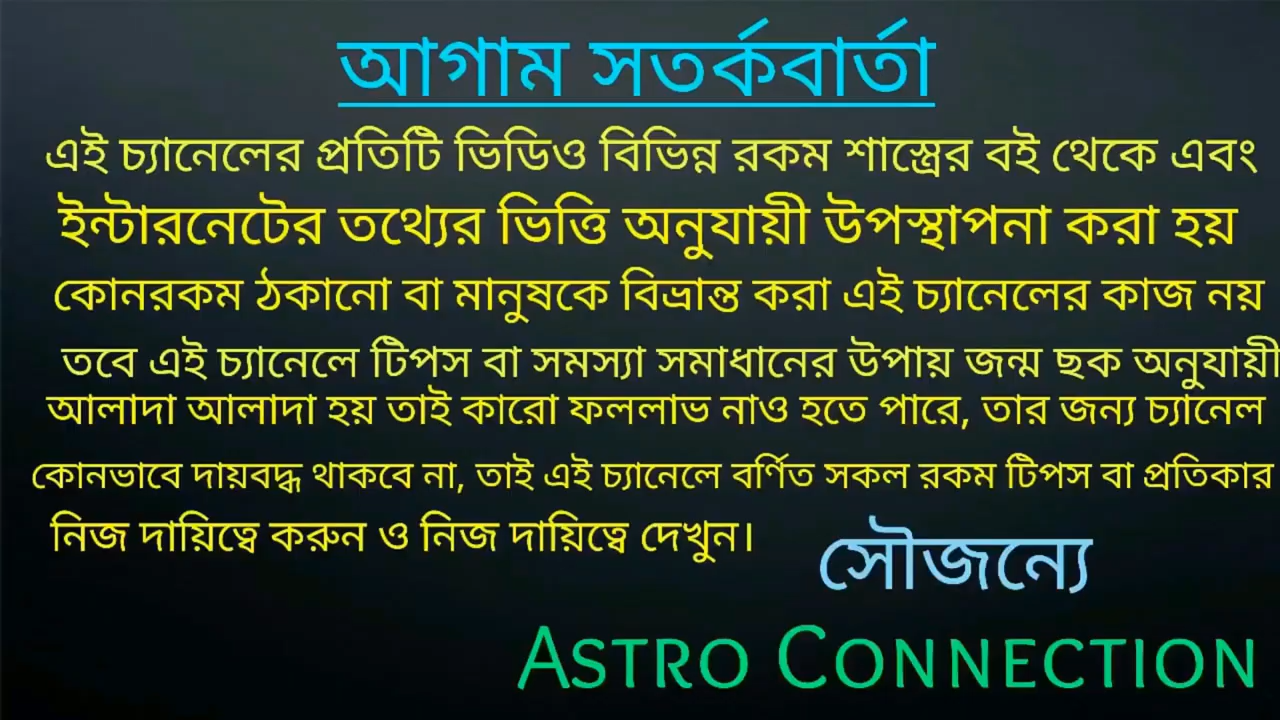 আগাম সতর্কবার্তা
এই চ্যানেলের প্রতিটি ভিডিও বিভিন্ন রকম শাস্ত্রের বই থেকে এবং
ইন্টারনেটের তথ্যের ভিত্তি অনুযায়ী উপস্থাপনা করা হয়
কোনরকম ঠকানো বা মানুষকে বিভ্রান্ত করা এই চ্যানেলের কাজ নয়
তবে এই চ্যানেলে টিপস বা সমস্যা সমাধানের উপায় জন্ম ছক অনুযায়ী
আলাদা আলাদা হয় তাই কারো ফললাভ নাও হতে পারে, তার জন্য চ্যানেল
কোনভাবে দায়বদ্ধ থাকবে না, তাই এই চ্যানেলে বর্ণিত সকল রকম টিপস বা প্রতিকার
নিজ দায়িত্বে করুন ও নিজ দায়িত্বে দেখুন।
সৌজন্যে
ASTRO CONNECTION